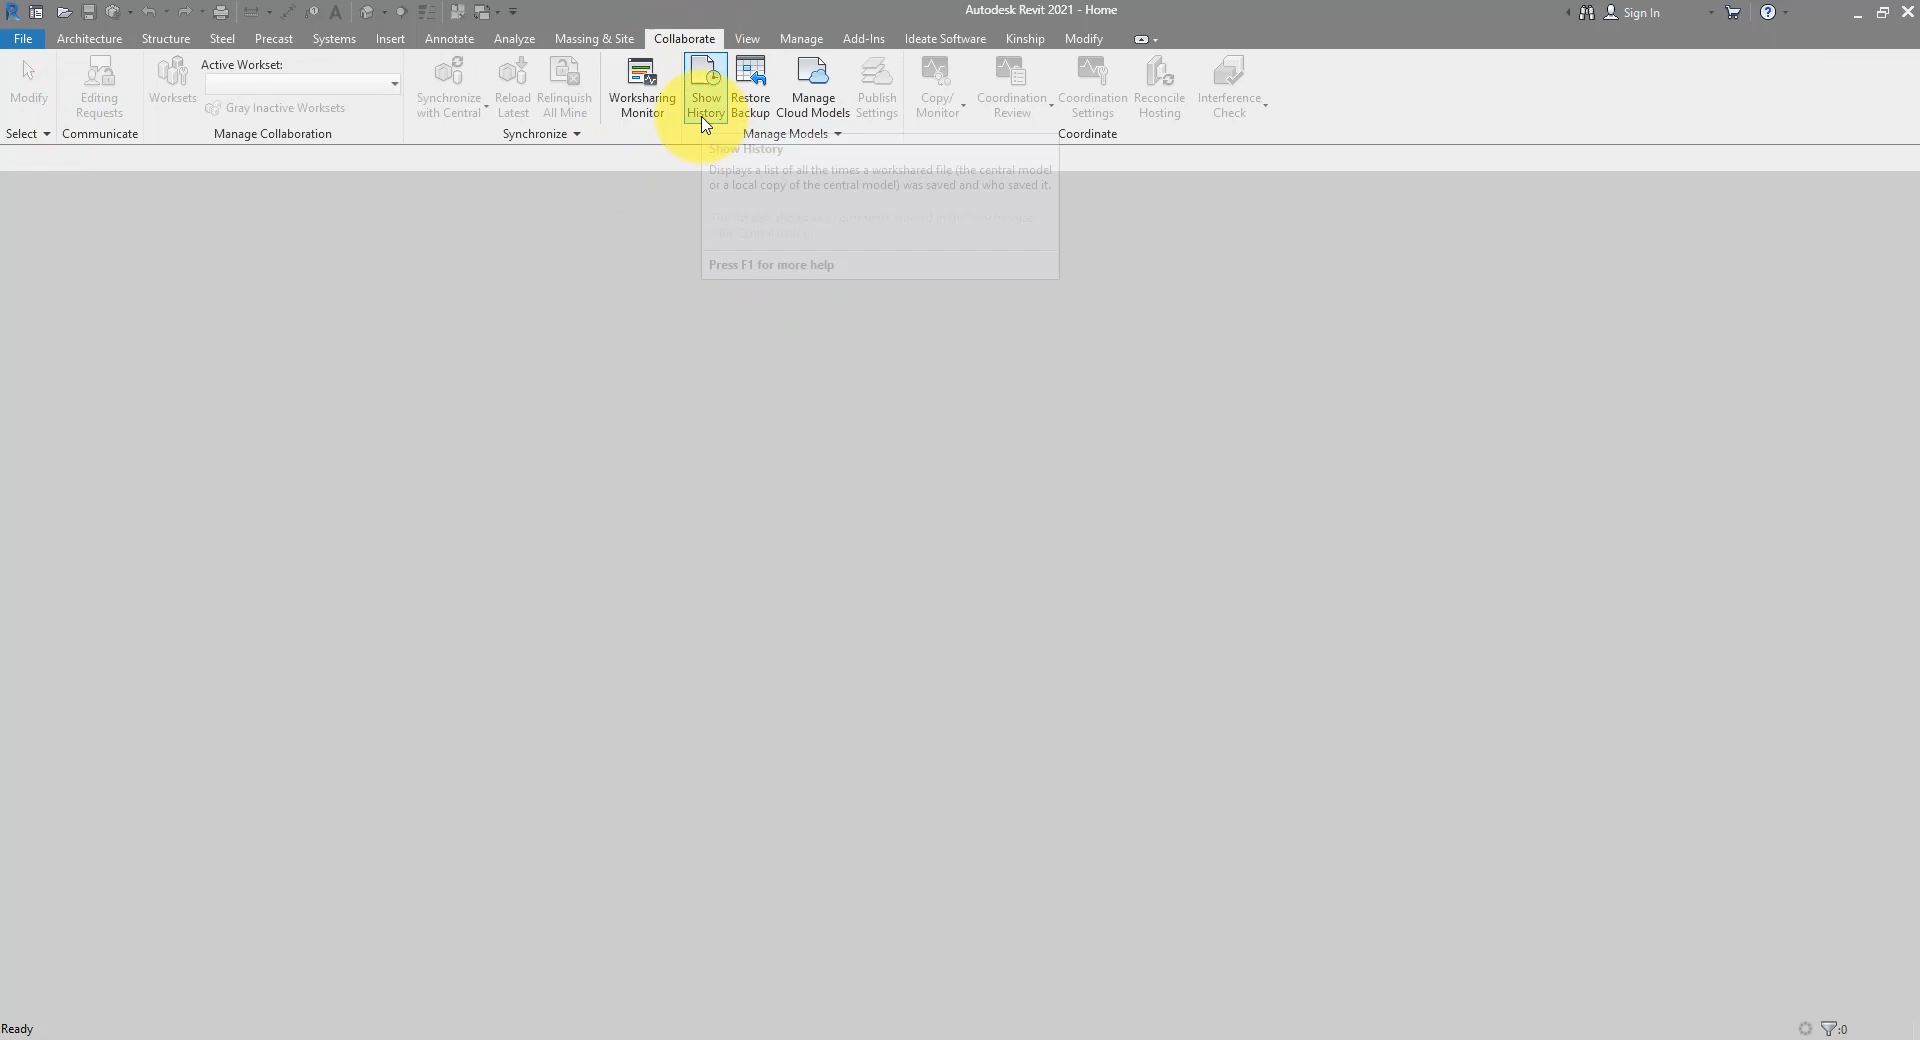 Autodesk Revit 2021 - Home
Sign In
File Architecture Structure Steel Precast Systems Insert Annotate Analyze Massing & Site Collaborate View Manage Add-Ins Ideate Software Kinship Modify
Modify
Editing
Requests
Worksets
Active Workset:
Gray Inactive Worksets
Synchronize
with Central
Reload
Latest
Relinquish
All Mine
Worksharing
Monitor
Show
History
Restore
Backup
Manage
Cloud Models
Publish
Settings
Copy/
Monitor
Coordination
Review
Coordination
Settings
Reconcile
Hosting
Interference
Check
Select Communicate Manage Collaboration Synchronize Manage Models Coordinate
Show History
Displays a list of all the times a workshared file (the central model
or a local copy of the central model) was saved and who saved it.
Press F1 for more help
Ready
:0